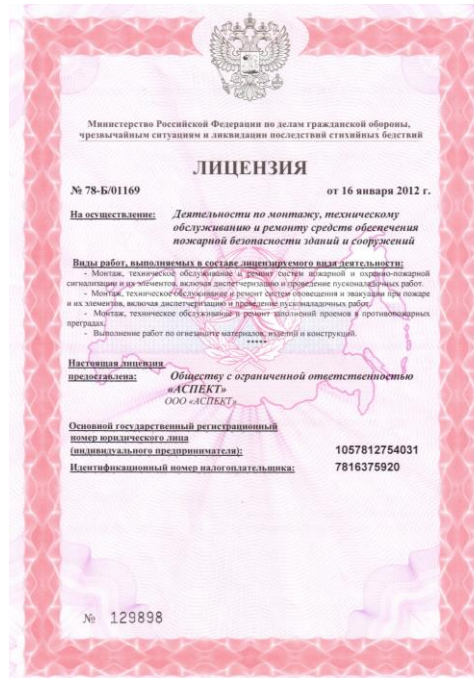 Министерство Российской Федерации по делам гражданской обороны,
чрезвычайным ситуациям и ликвидации последствий стихийных бедствий
ЛИЦЕНЗИЯ
№ 78-Б/01169
от 16 января 2012 г.
На осуществление: Деятельности по монтажу, техническому
обслуживанию и ремонту средств обеспечения
пожарной безопасности зданий и сооружений
Виды работ, выполняемых в составе лицензируемого вида деятельности:
- Монтаж, техническое обслуживание и ремонт систем пожарной и охранно-пожарной
сигнализации и их элементов, включая диспетчеризацию и проведение пусконаладочных работ.
- Монтаж, техническое обслуживание и ремонт систем оповещения и эвакуации при пожаре
и их элементов, включая диспетчеризацию и проведение пусконаладочных работ.
- Монтаж, техническое обслуживание и ремонт заполнений проемов в противопожарных
преградах.
- Выполнение работ по огнезащите материалов, изделий и конструкций.
*****
Настоящая лицензия
предоставлена: Обществу с ограниченной ответственностью
«АСПЕКТ»
ООО «АСПЕКТ»
Основной государственный регистрационный
номер юридического лица
(индивидуального предпринимателя): 1057812754031
Идентификационный номер налогоплательщика: 7816375920
№ 129898